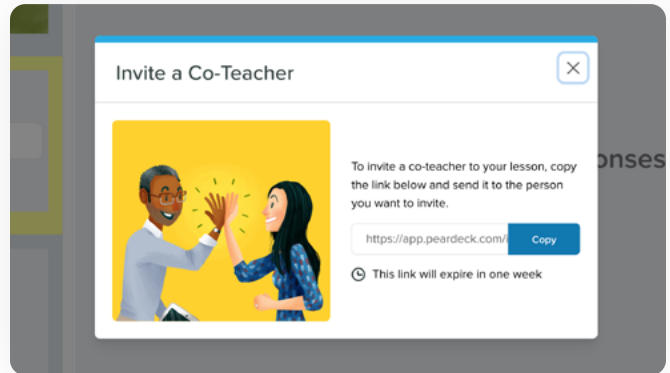 Invite a Co-Teacher
onses
To invite a co-teacher to your lesson, copy
the link below and send it to the person
you want to invite.
https://app.peardeck.com/i Copy
This link will expire in one week